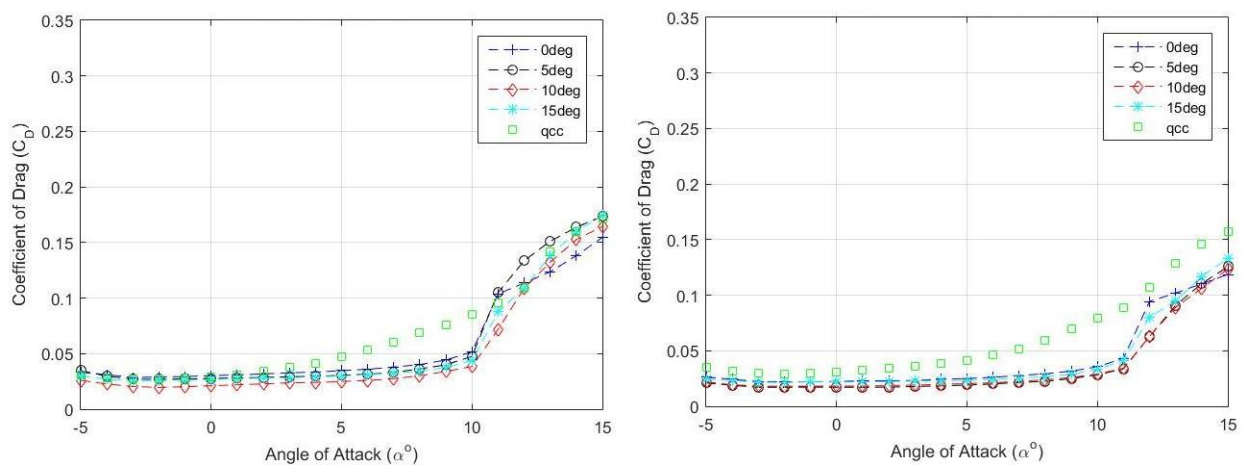 0.35
0.3
0.25
0.2
0.15
0.1
0.05
0
Coefficient of Drag (C_D)
-5 0 5 10 15
Angle of Attack (α°)
0deg
5deg
10deg
15deg
qcc
0.35
0.3
0.25
0.2
0.15
0.1
0.05
0
Coefficient of Drag (C_D)
-5 0 5 10 15
Angle of Attack (α°)
0deg
5deg
10deg
15deg
qcc